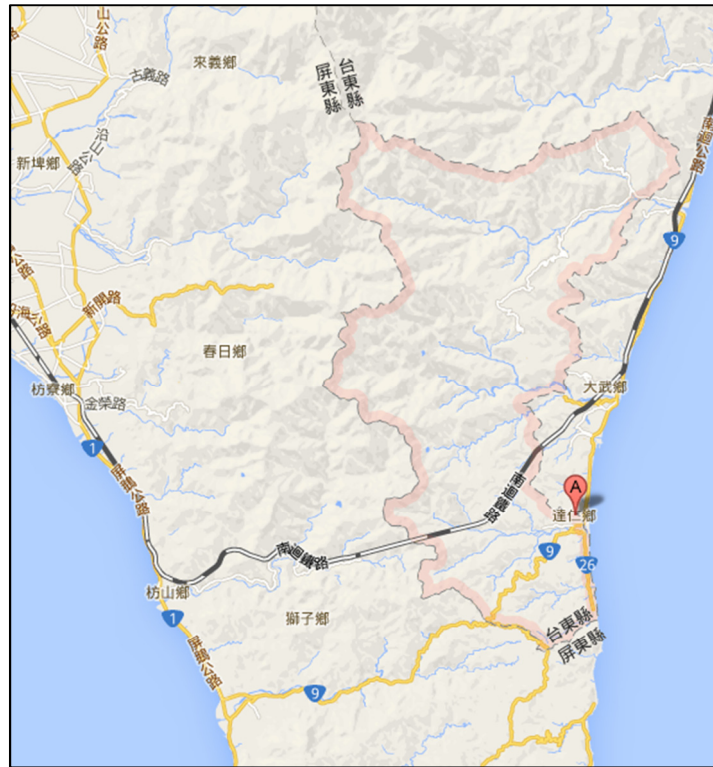 山公路
來義鄉
古義路
台東縣
屏東縣
沿山公路
南迴公路
新埤鄉
9
新開路
春日鄉
大武鄉
枋寮鄉
金榮路
1
屏鵝公路
A
南迴鐵路
達仁鄉
南迴鐵路
9
26
枋山鄉
獅子鄉
1
台東縣
屏東縣
屏鵝公路
9